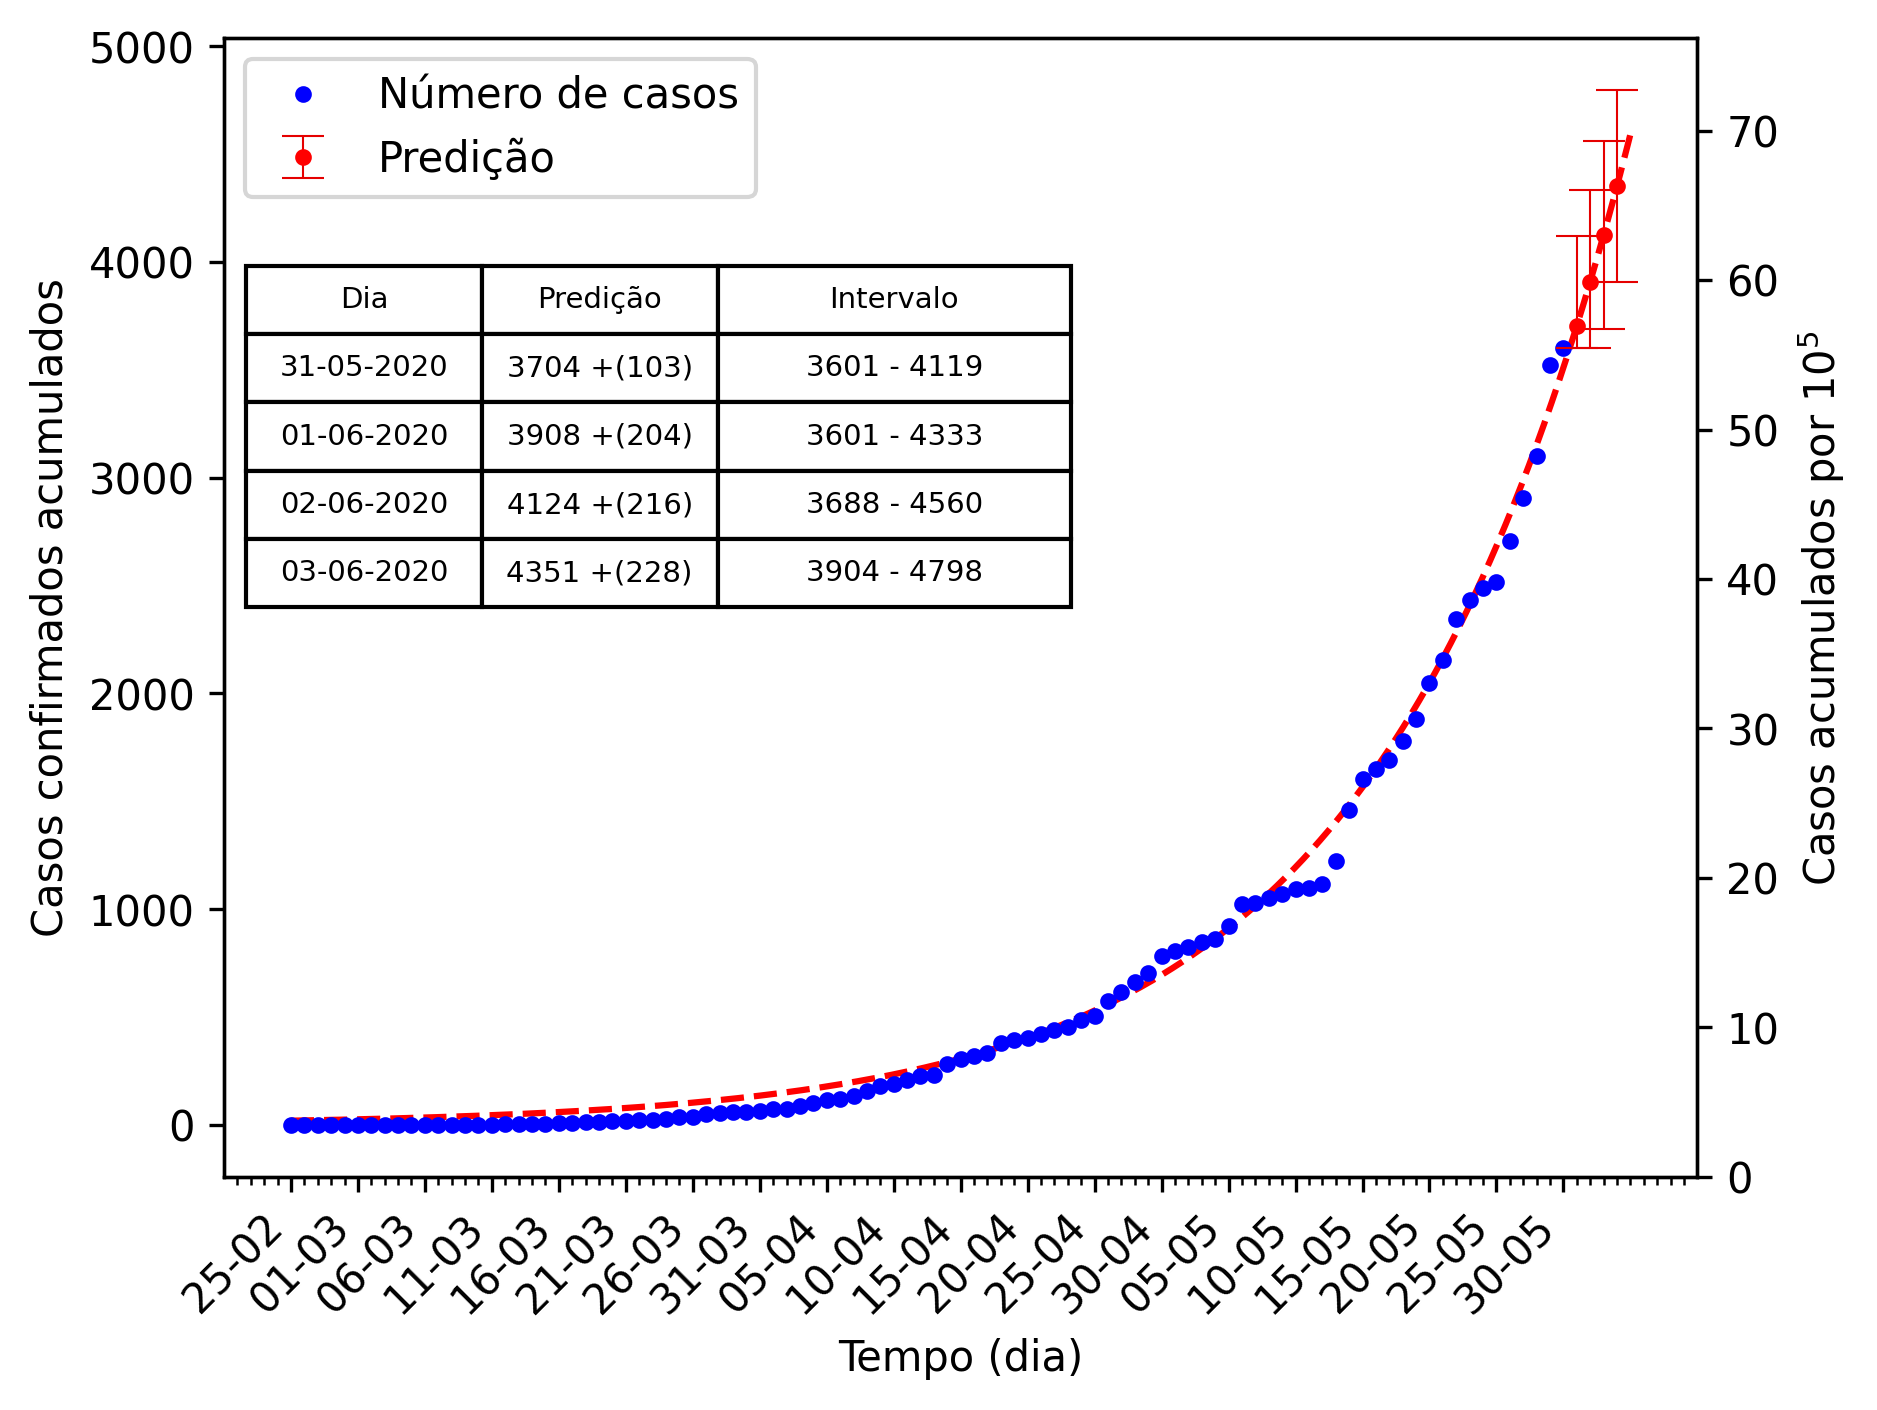 Número de casos
Predição
Dia Predição Intervalo
31-05-2020 3704 +(103) 3601 - 4119
01-06-2020 3908 +(204) 3601 - 4333
02-06-2020 4124 +(216) 3688 - 4560
03-06-2020 4351 +(228) 3904 - 4798
Casos confirmados acumulados
5000
4000
3000
2000
1000
0
70
60
50
40
30
20
10
0
Casos acumulados por 10⁵
25-02 01-03 06-03 11-03 16-03 21-03 26-03 31-03 05-04 10-04 15-04 20-04 25-04 30-04 05-05 10-05 15-05 20-05 25-05 30-05
Tempo (dia)